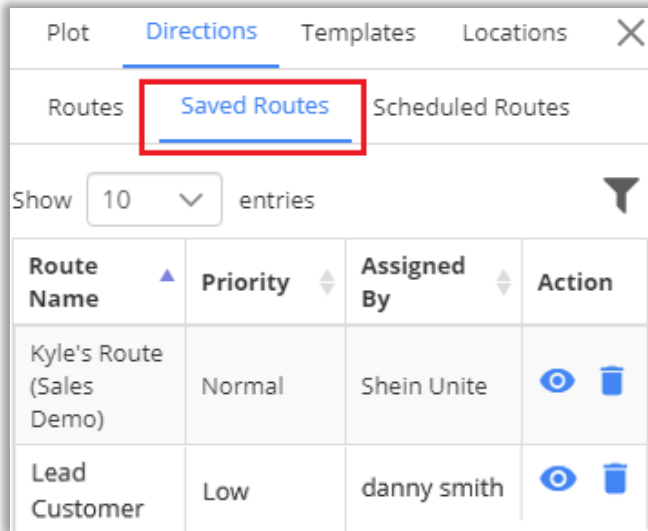 Plot Directions Templates Locations
Routes Saved Routes Scheduled Routes
Show 10 entries
Route Name Priority Assigned By Action
Kyle's Route (Sales Demo) Normal Shein Unite
Lead Customer Low danny smith